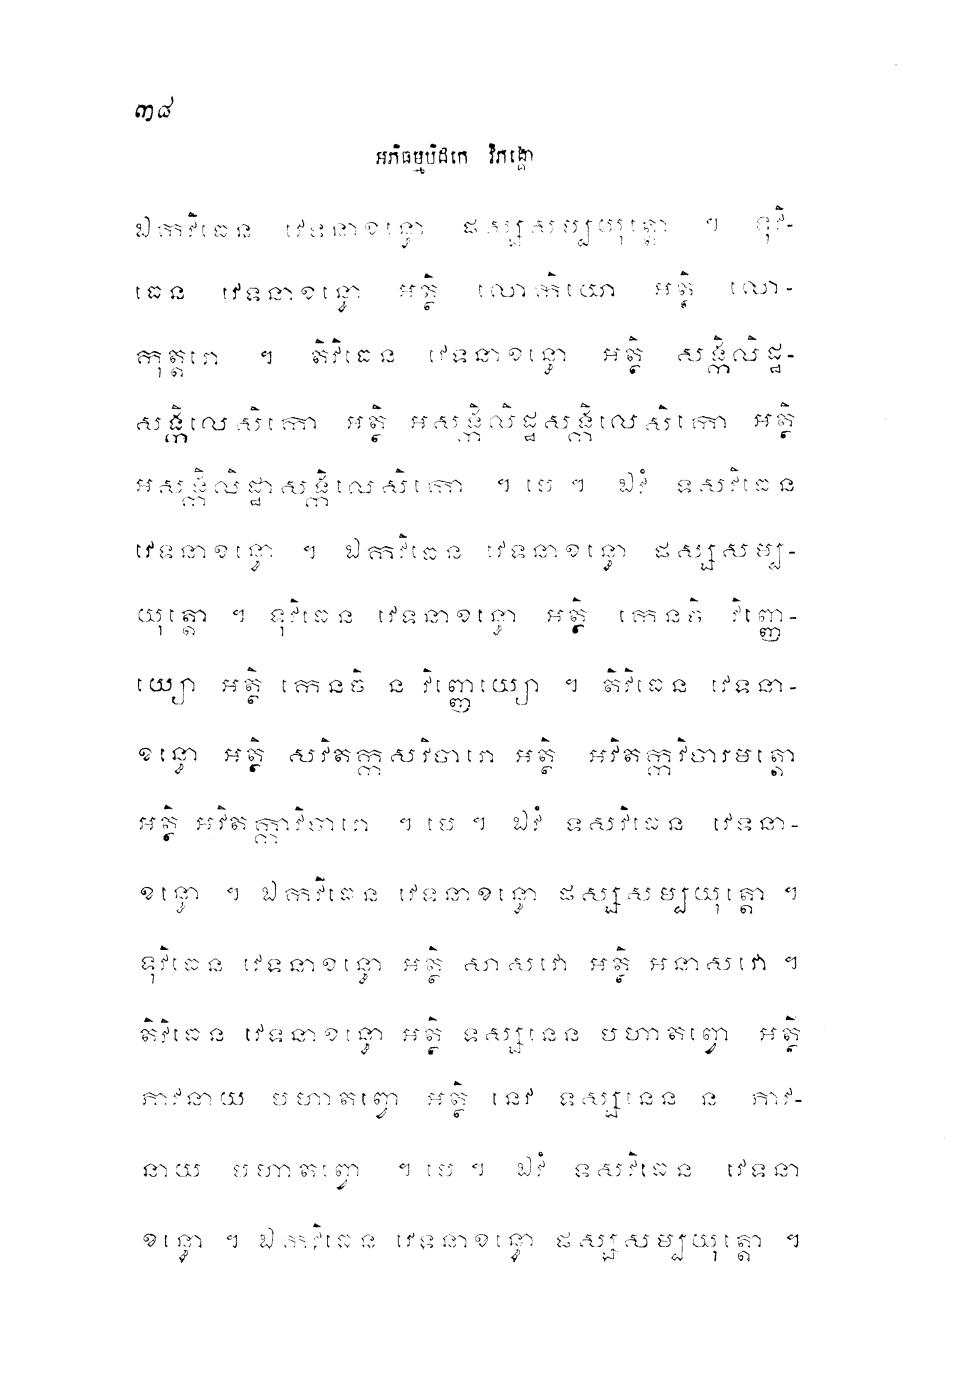 ៣៨
អភិធម្មបិដកេ វិភង្គោ
ឯកវិធេន វេទនាខន្ធោ ផស្សសម្បយុត្តោ ។ ទុវិ-
ធេន វេទនាខន្ធោ អត្ថិ លោកិយោ អត្ថិ លោ-
កុត្តរោ ។ តិវិធេន វេទនាខន្ធោ អត្ថិ សង្កិលិដ្ឋ-
សង្កិលេសិកោ អត្ថិ អសង្កិលិដ្ឋសង្កិលេសិកោ អត្ថិ
អសង្កិលិដ្ឋាសង្កិលេសិកោ ។ បេ ។ ឯវំ ទសវិធេន
វេទនាខន្ធោ ។ ឯកវិធេន វេទនាខន្ធោ ផស្សសម្ប-
យុត្តោ ។ ទុវិធេន វេទនាខន្ធោ អត្ថិ កេនចិ វិញ្ញេ-
យ្យោ អត្ថិ កេនចិ ន វិញ្ញេយ្យោ ។ តិវិធេន វេទនា-
ខន្ធោ អត្ថិ សវិតក្កសវិចារោ អត្ថិ អវិតក្កវិចារមត្តោ
អត្ថិ អវិតក្កាវិចារោ ។ បេ ។ ឯវំ ទសវិធេន វេទនា-
ខន្ធោ ។ ឯកវិធេន វេទនាខន្ធោ ផស្សសម្បយុត្តោ ។
ទុវិធេន វេទនាខន្ធោ អត្ថិ សាសវោ អត្ថិ អនាសវោ ។
តិវិធេន វេទនាខន្ធោ អត្ថិ ទស្សនេន បហាតព្វោ អត្ថិ
ភាវនាយ បហាតព្វោ អត្ថិ នេវ ទស្សនេន ន ភាវ-
នាយ បហាតព្វោ ។ បេ ។ ឯវំ ទសវិធេន វេទនា
ខន្ធោ ។ ឯកវិធេន វេទនាខន្ធោ ផស្សសម្បយុត្តោ ។